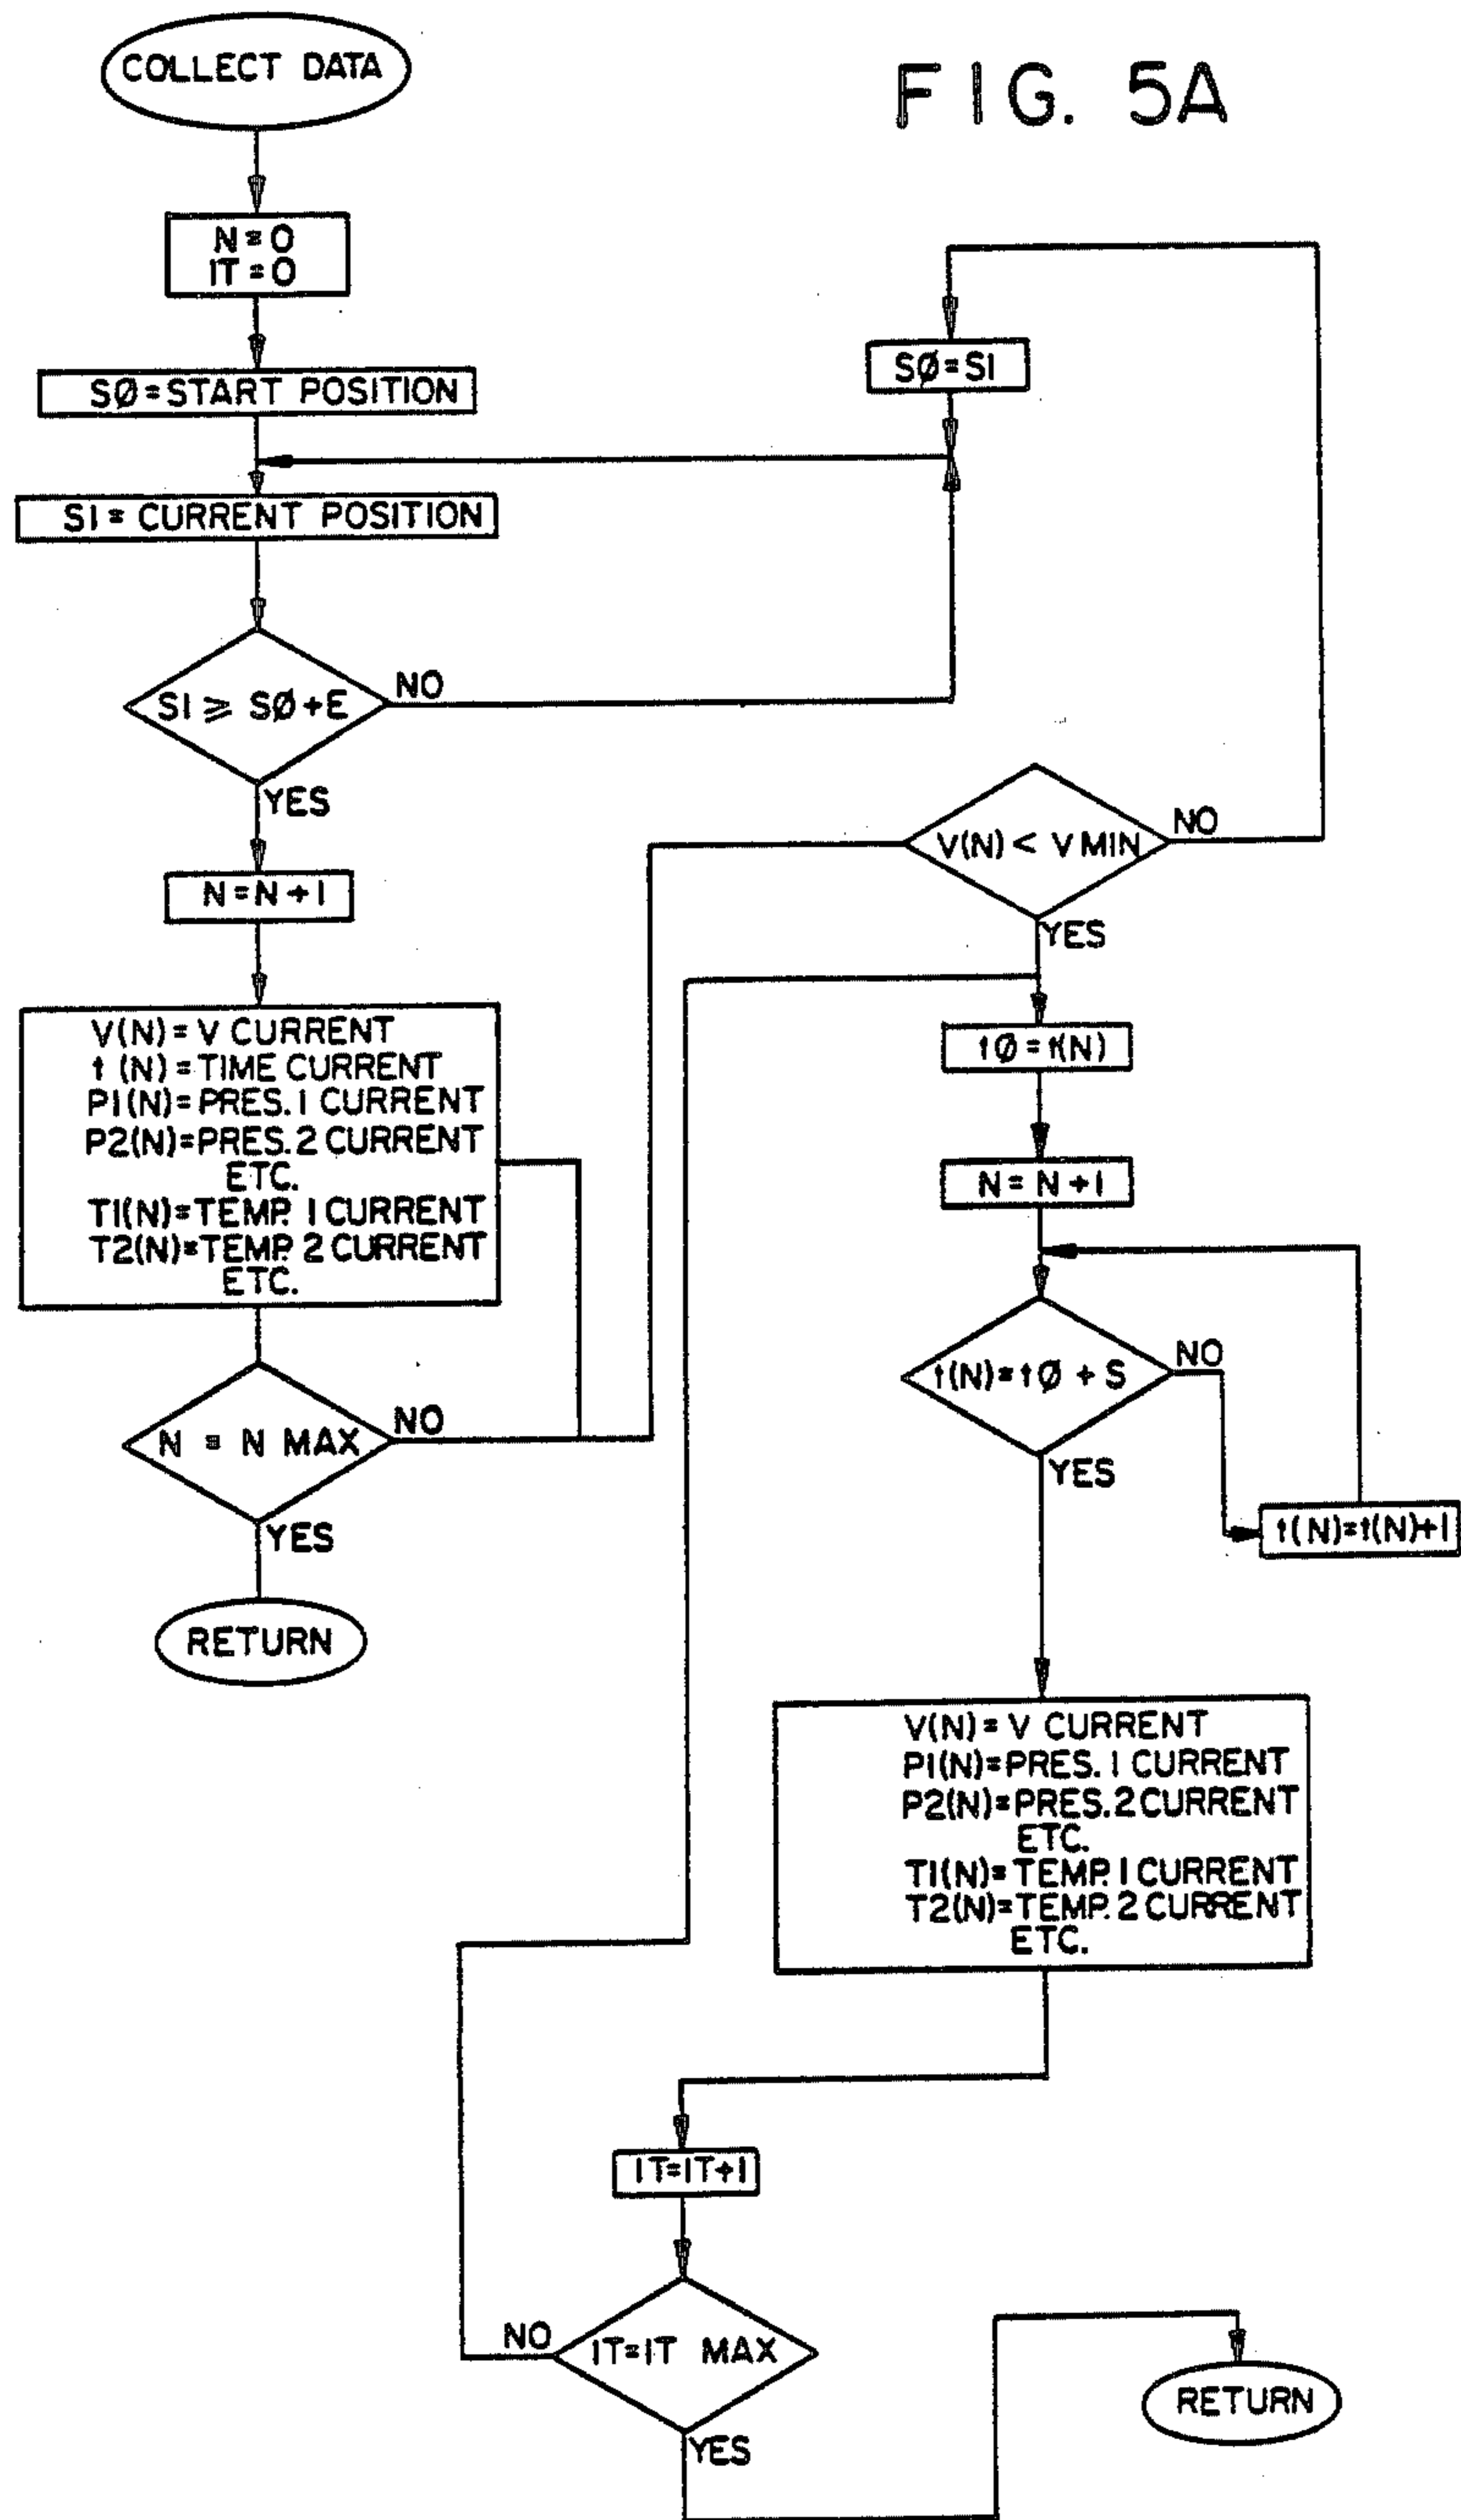 FIG. 5A
COLLECT DATA
N=0
IT=0
SØ=START POSITION
S1=CURRENT POSITION
S1 ≥ SØ+E
NO
YES
N=N+1
V(N)=V CURRENT
t(N)=TIME CURRENT
P1(N)=PRES. 1 CURRENT
P2(N)=PRES. 2 CURRENT
ETC.
T1(N)=TEMP. 1 CURRENT
T2(N)=TEMP. 2 CURRENT
ETC.
N = N MAX
NO
YES
RETURN
SØ=S1
V(N) < V MIN
NO
YES
tØ=t(N)
N=N+1
t(N)=tØ + S
NO
YES
t(N)=t(N)+1
V(N)=V CURRENT
P1(N)=PRES. 1 CURRENT
P2(N)=PRES. 2 CURRENT
ETC.
T1(N)=TEMP. 1 CURRENT
T2(N)=TEMP. 2 CURRENT
ETC.
IT=IT+1
IT=IT MAX
NO
YES
RETURN